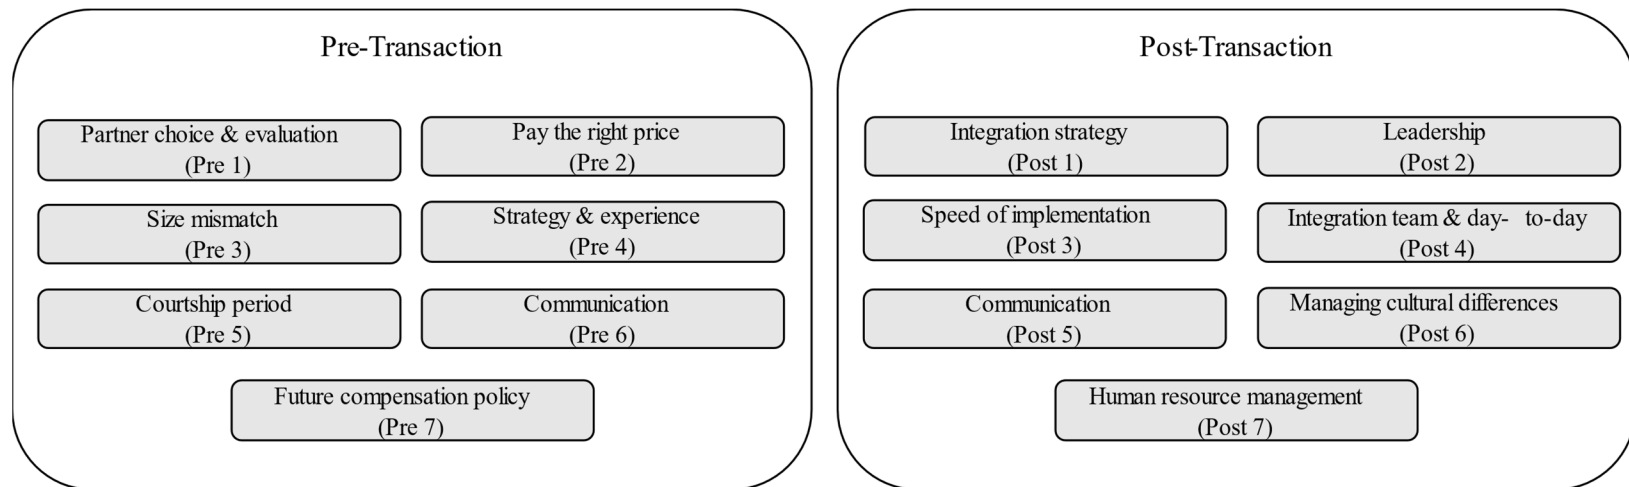 Pre-Transaction
Partner choice & evaluation
(Pre 1)
Pay the right price
(Pre 2)
Size mismatch
(Pre 3)
Strategy & experience
(Pre 4)
Courtship period
(Pre 5)
Communication
(Pre 6)
Future compensation policy
(Pre 7)
Post-Transaction
Integration strategy
(Post 1)
Leadership
(Post 2)
Speed of implementation
(Post 3)
Integration team & day- to-day
(Post 4)
Communication
(Post 5)
Managing cultural differences
(Post 6)
Human resource management
(Post 7)